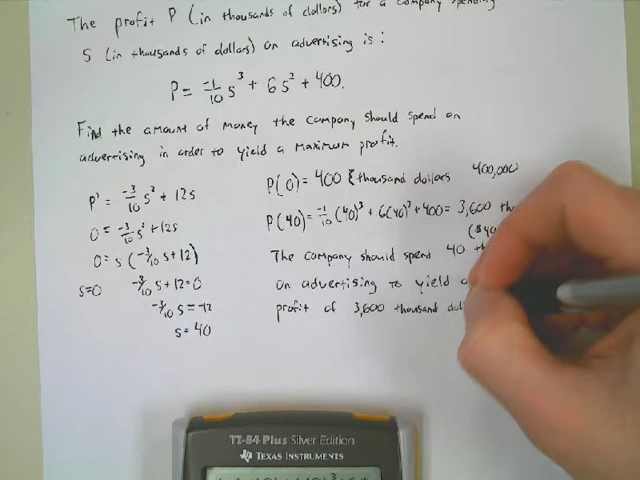 The profit P (in thousands of dollars) for a company spending
S (in thousands of dollars) on advertising is:
P = -1/10 s³ + 6s² + 400.
Find the amount of money the company should spend on
advertising in order to yield a maximum profit.
P' = -3/10 s² + 12s
0 = -3/10 s² + 12s
0 = s(-3/10 s + 12)
s=0 -3/10 s + 12 = 0
-3/10 s = -12
s = 40
P(0) = 400 thousand dollars 400,000
P(40) = -1/10 (40)³ + 6(40)² + 400 = 3,600
The company should spend 40
on advertising to yield a
profit of 3,600 thousand
TI-84 Plus Silver Edition
TEXAS INSTRUMENTS